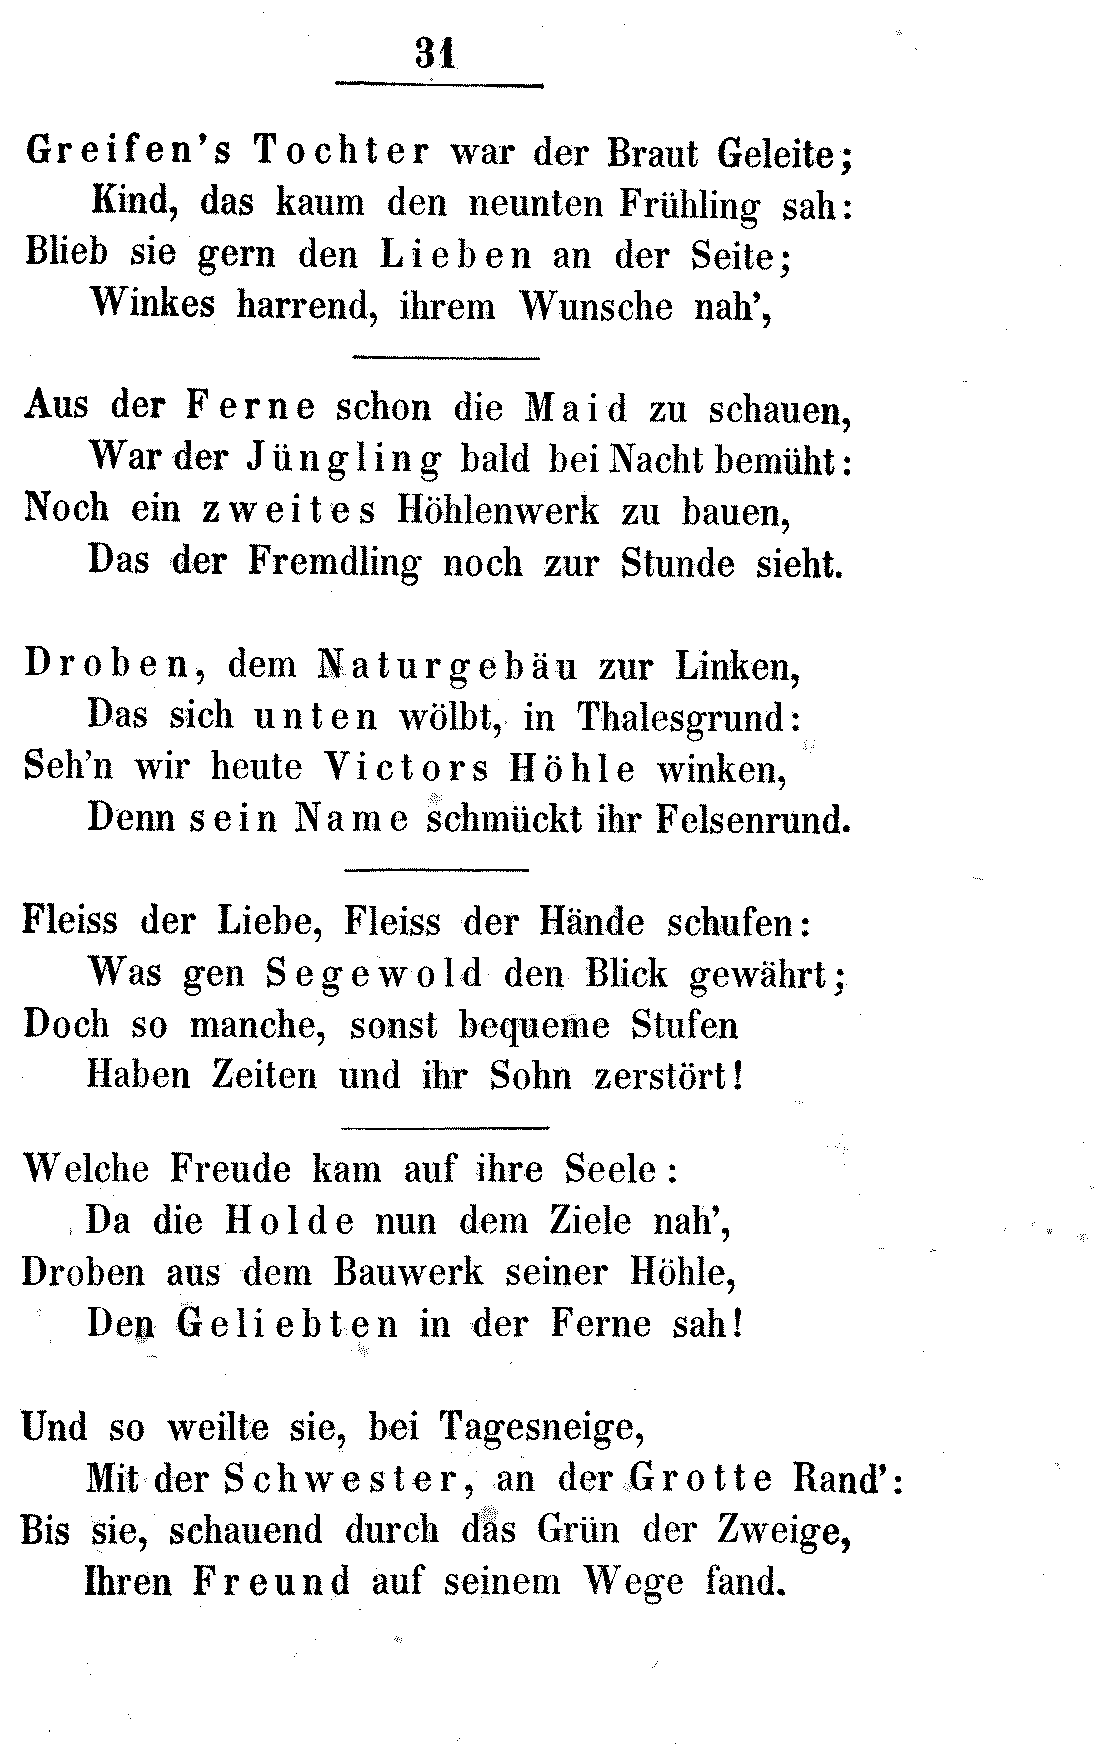 31
Greifen's Tochter war der Braut Geleite;
Kind, das kaum den neunten Frühling sah:
Blieb sie gern den Lieben an der Seite;
Winkes harrend, ihrem Wunsche nah',
Aus der Ferne schon die Maid zu schauen,
War der Jüngling bald bei Nacht bemüht:
Noch ein zweites Höhlenwerk zu bauen,
Das der Fremdling noch zur Stunde sieht.
Droben, dem Naturgebäu zur Linken,
Das sich unten wölbt, in Thalesgrund:
Seh'n wir heute Victors Höhle winken,
Denn sein Name schmückt ihr Felsenrund.
Fleiss der Liebe, Fleiss der Hände schufen:
Was gen Segewold den Blick gewährt;
Doch so manche, sonst bequeme Stufen
Haben Zeiten und ihr Sohn zerstört!
Welche Freude kam auf ihre Seele:
Da die Holde nun dem Ziele nah',
Droben aus dem Bauwerk seiner Höhle,
Den Geliebten in der Ferne sah!
Und so weilte sie, bei Tagesneige,
Mit der Schwester, an der Grotte Rand':
Bis sie, schauend durch das Grün der Zweige,
Ihren Freund auf seinem Wege fand.